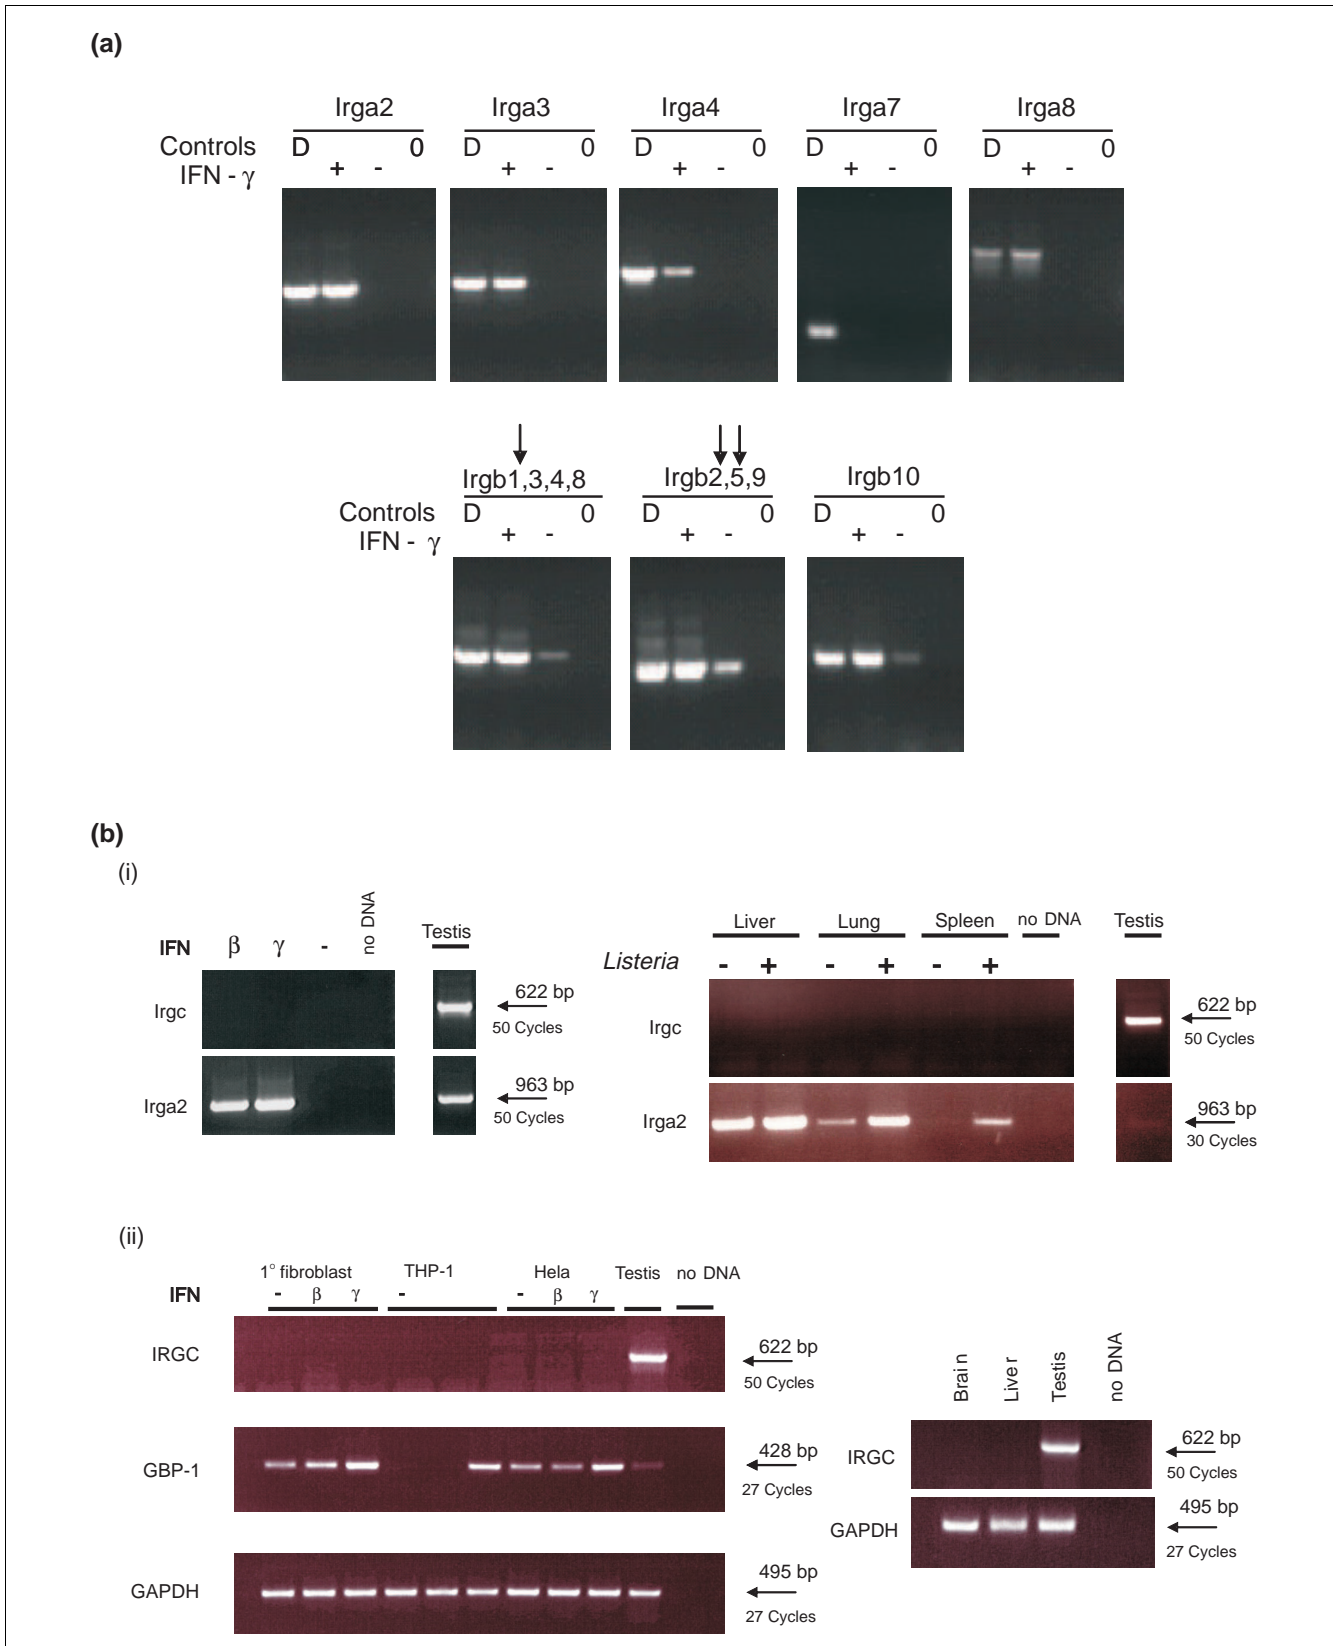 (a)
Irga2 Irga3 Irga4 Irga7 Irga8
Controls D 0 D 0 D 0 D 0 D 0
IFN - γ + - + - + - + - + -
Irgb1,3,4,8 Irgb2,5,9 Irgb10
Controls D 0 D 0 D 0
IFN - γ + - + - + -
(b)
(i)
IFN β γ - no DNA Testis
Irgc 622 bp
50 Cycles
Irga2 963 bp
50 Cycles
Liver Lung Spleen no DNA Testis
Listeria - + - + - +
Irgc 622 bp
50 Cycles
Irga2 963 bp
30 Cycles
(ii)
1° fibroblast THP-1 Hela Testis no DNA
IFN - β γ - - β γ
IRGC 622 bp
50 Cycles
GBP-1 428 bp
27 Cycles
GAPDH 495 bp
27 Cycles
Brain Liver Testis no DNA
IRGC 622 bp
50 Cycles
GAPDH 495 bp
27 Cycles